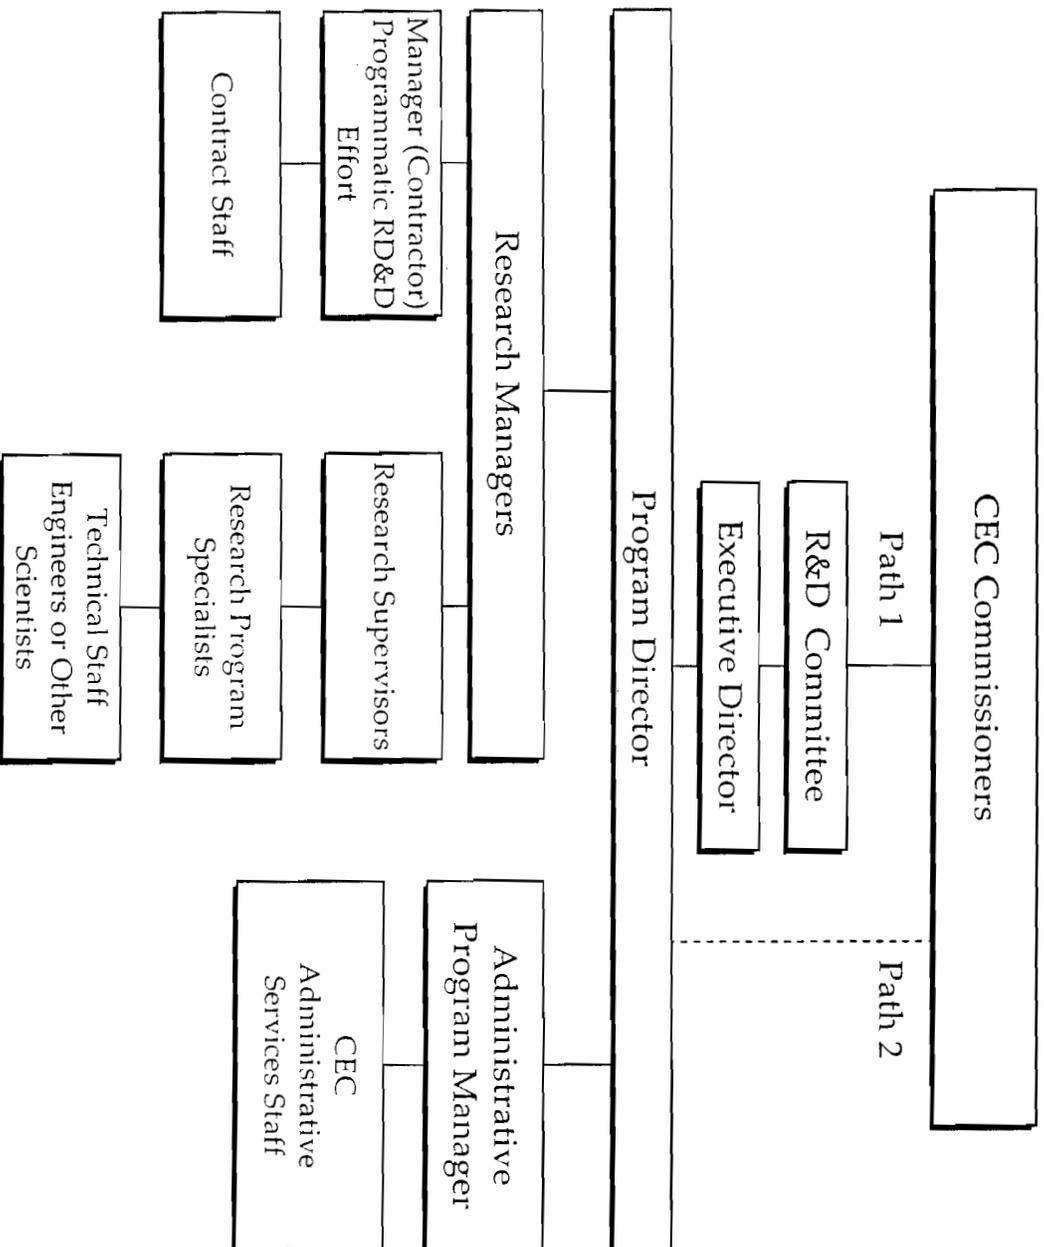 CEC Commissioners
Path 1
Path 2
R&D Committee
Executive Director
Program Director
Research Managers
Manager (Contractor)
Programmatic RD&D
Effort
Contract Staff
Research Supervisors
Research Program
Specialists
Technical Staff
Engineers or Other
Scientists
Administrative
Program Manager
CEC
Administrative
Services Staff